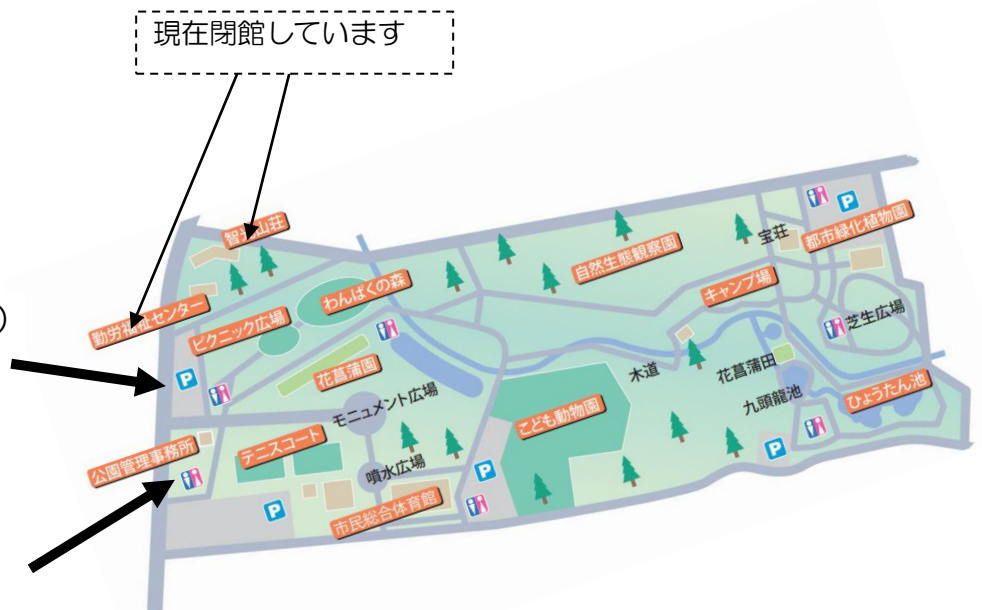 現在閉館しています
智光山荘
都市緑化植物園
宝荘
自然生態観察園
わんぱくの森
キャンプ場
勤労福祉センター
ピクニック広場
芝生広場
花菖蒲園
木道
花菖蒲田
ひょうたん池
九頭龍池
モニュメント広場
こども動物園
テニスコート
公園管理事務所
噴水広場
市民総合体育館
P
P
P
P
P
)